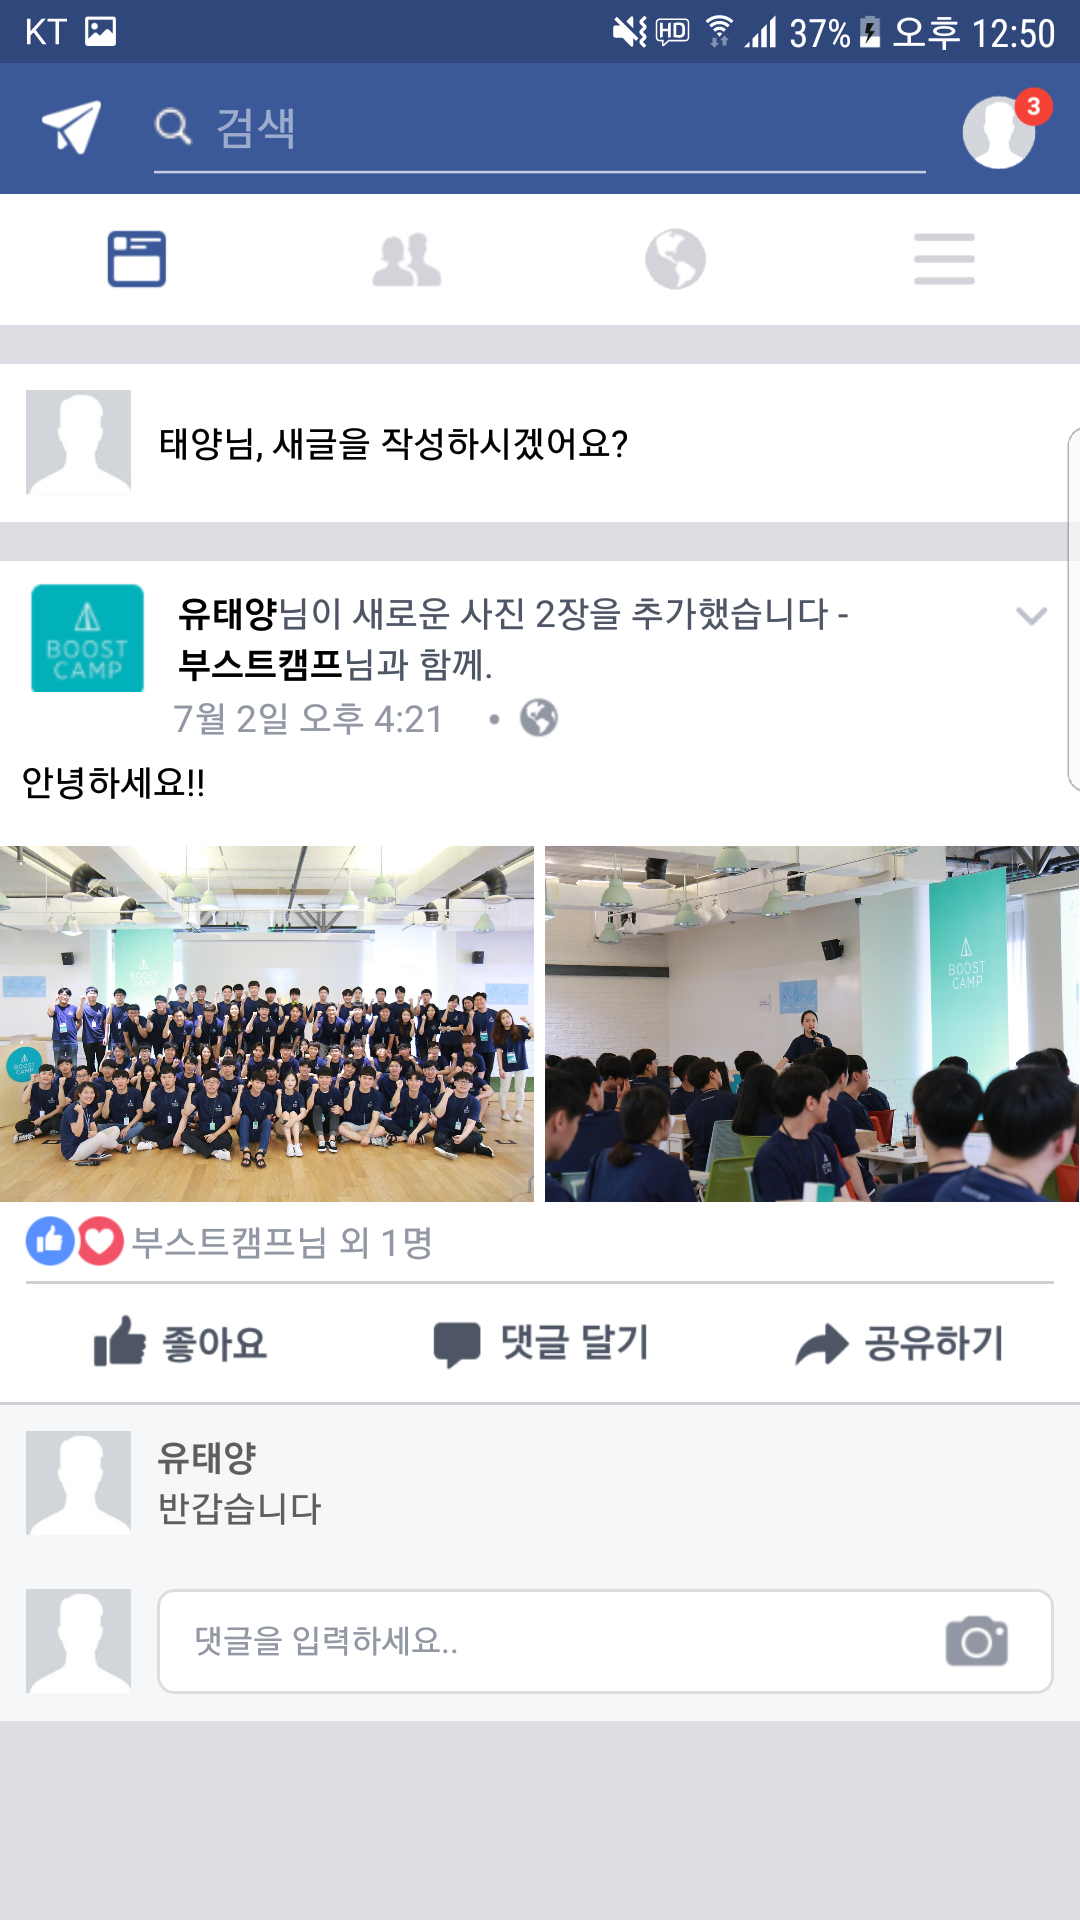 KT HD 37% 오후 12:50
검색 3
태양님, 새글을 작성하시겠어요?
BOOST
CAMP
유태양님이 새로운 사진 2장을 추가했습니다 -
부스트캠프님과 함께.
7월 2일 오후 4:21
안녕하세요!!
BOOST
CAMP
BOOST
CAMP
BOOST
CAMP
부스트캠프님 외 1명
좋아요 댓글 달기 공유하기
유태양
반갑습니다
댓글을 입력하세요..